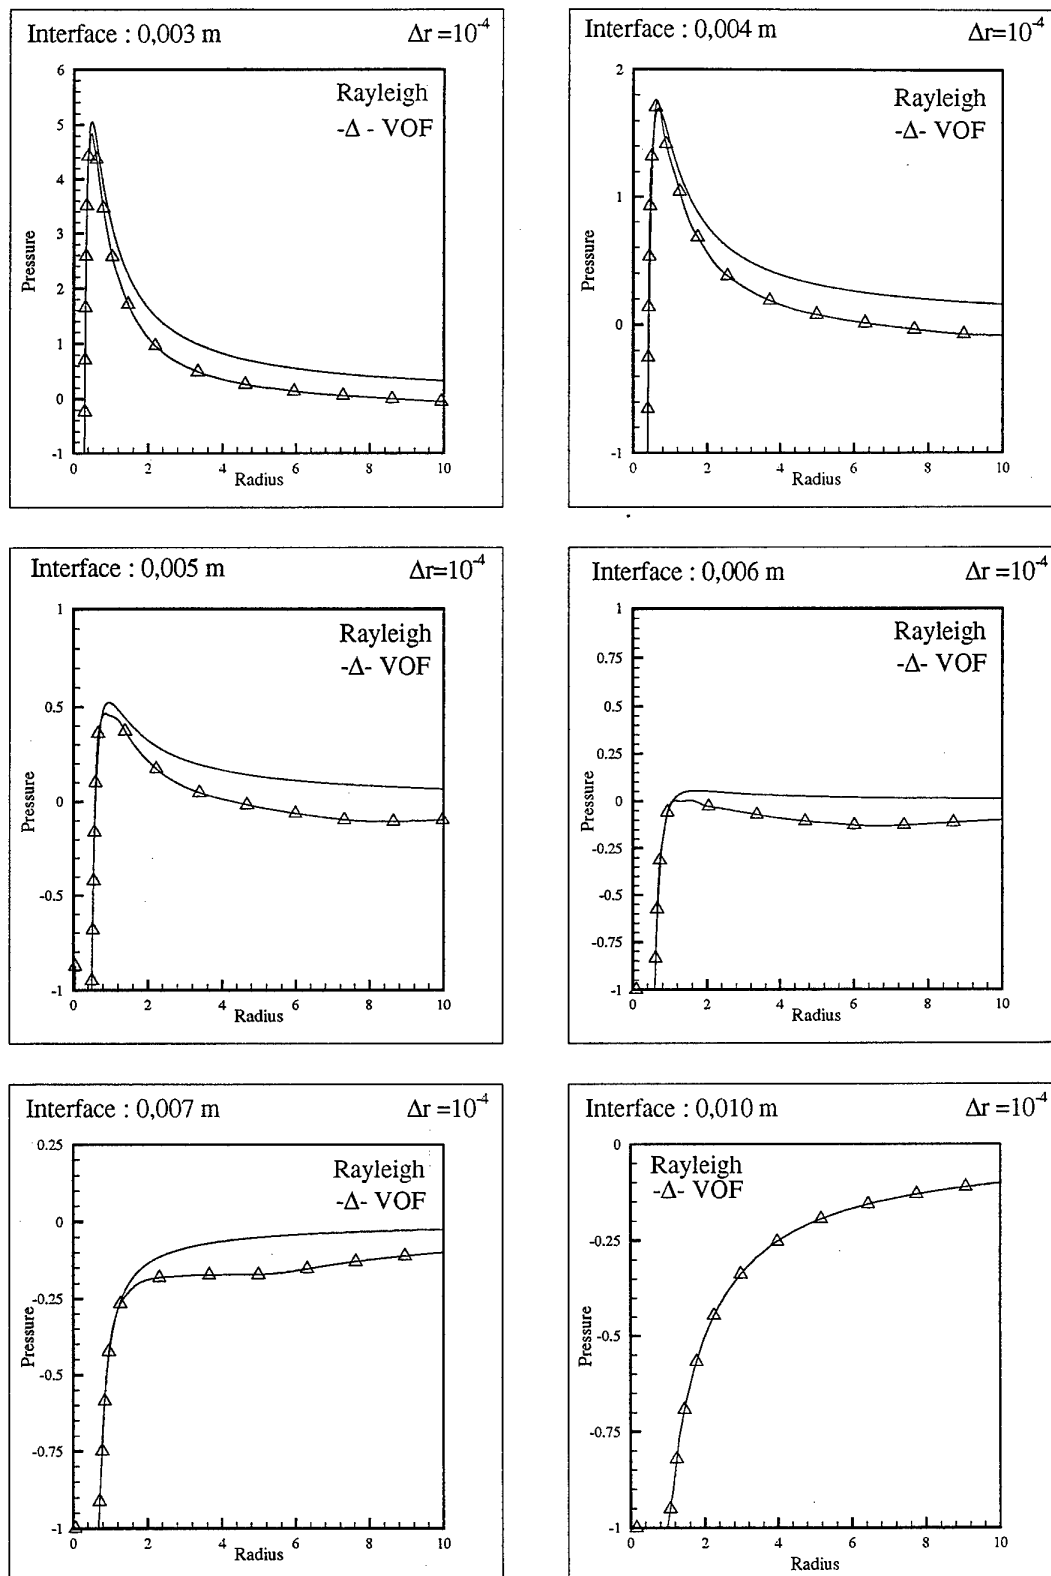 Interface : 0,003 m Δr =10⁻⁴
Rayleigh
-Δ - VOF
6
5
4
3
2
1
0
-1
Pressure
0 2 4 6 8 10
Radius
Interface : 0,004 m Δr=10⁻⁴
Rayleigh
-Δ- VOF
2
1
0
-1
Pressure
0 2 4 6 8 10
Radius
Interface : 0,005 m Δr=10⁻⁴
Rayleigh
-Δ- VOF
1
0.5
0
-0.5
-1
Pressure
0 2 4 6 8 10
Radius
Interface : 0,006 m Δr =10⁻⁴
Rayleigh
-Δ- VOF
1
0.75
0.5
0.25
0
-0.25
-0.5
-0.75
-1
Pressure
0 2 4 6 8 10
Radius
Interface : 0,007 m Δr =10⁻⁴
Rayleigh
-Δ- VOF
0.25
0
-0.25
-0.5
-0.75
-1
Pressure
0 2 4 6 8 10
Radius
Interface : 0,010 m Δr =10⁻⁴
Rayleigh
-Δ- VOF
0
-0.25
-0.5
-0.75
-1
Pressure
0 2 4 6 8 10
Radius